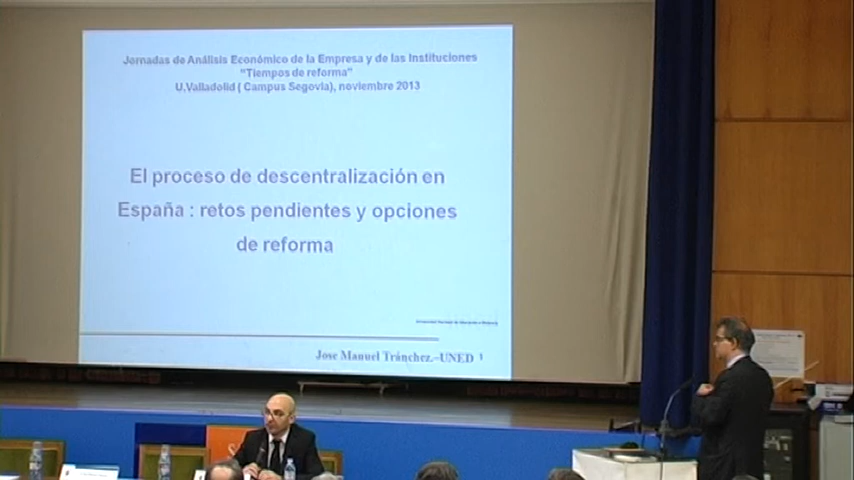 Jornadas de Análisis Económico de la Empresa y de las Instituciones
"Tiempos de reforma"
U.Valladolid ( Campus Segovia), noviembre 2013
El proceso de descentralización en
España : retos pendientes y opciones
de reforma
Jose Manuel Tránchez.–UNED 1